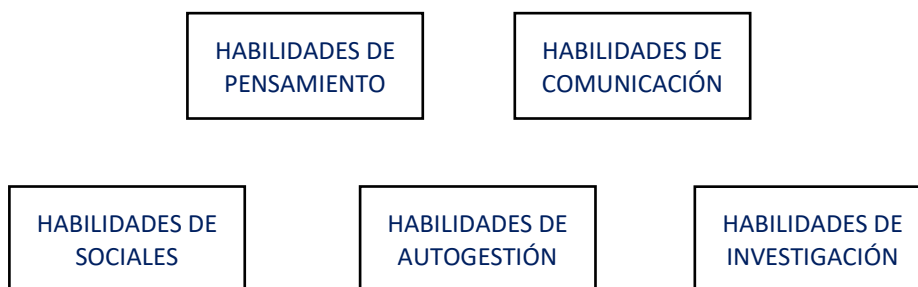 HABILIDADES DE
PENSAMIENTO
HABILIDADES DE
COMUNICACIÓN
HABILIDADES DE
SOCIALES
HABILIDADES DE
AUTOGESTIÓN
HABILIDADES DE
INVESTIGACIÓN